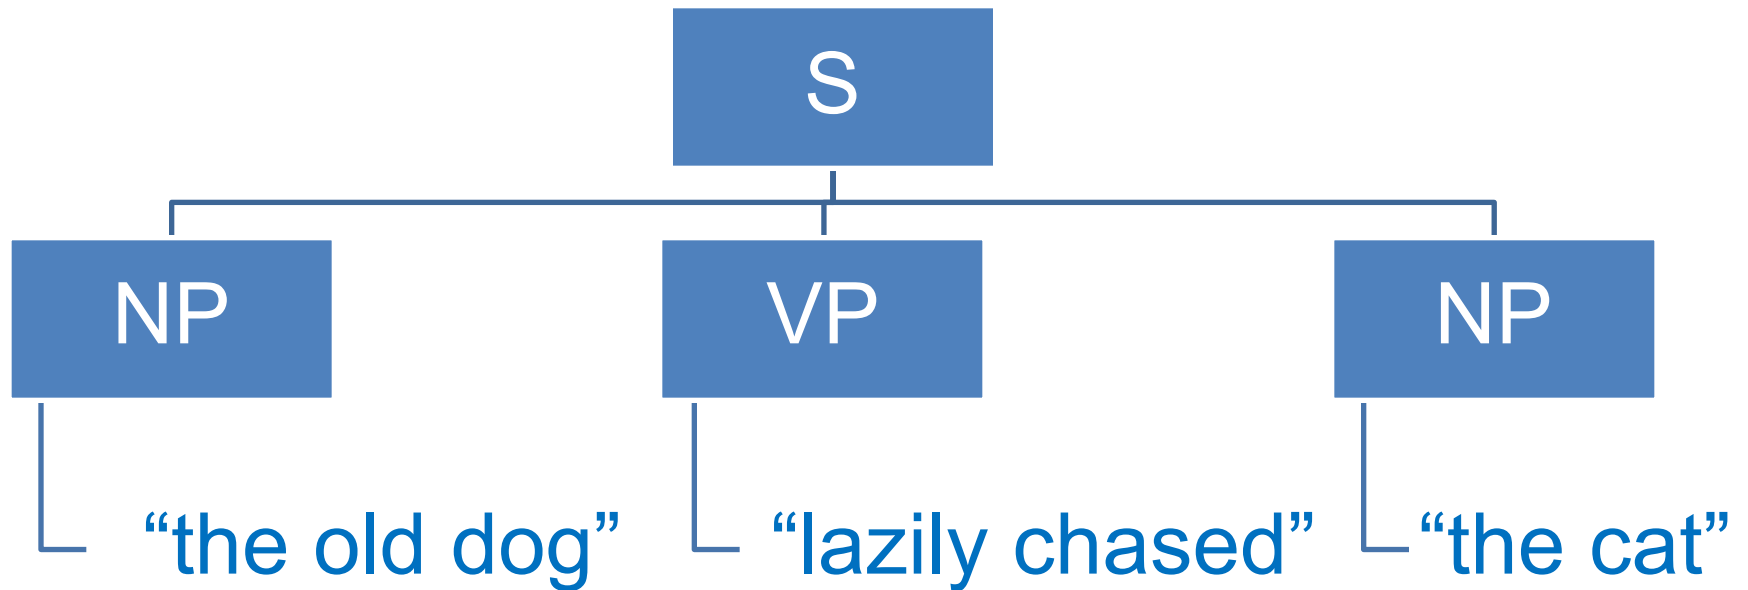 S
NP VP NP
“the old dog” “lazily chased” “the cat”